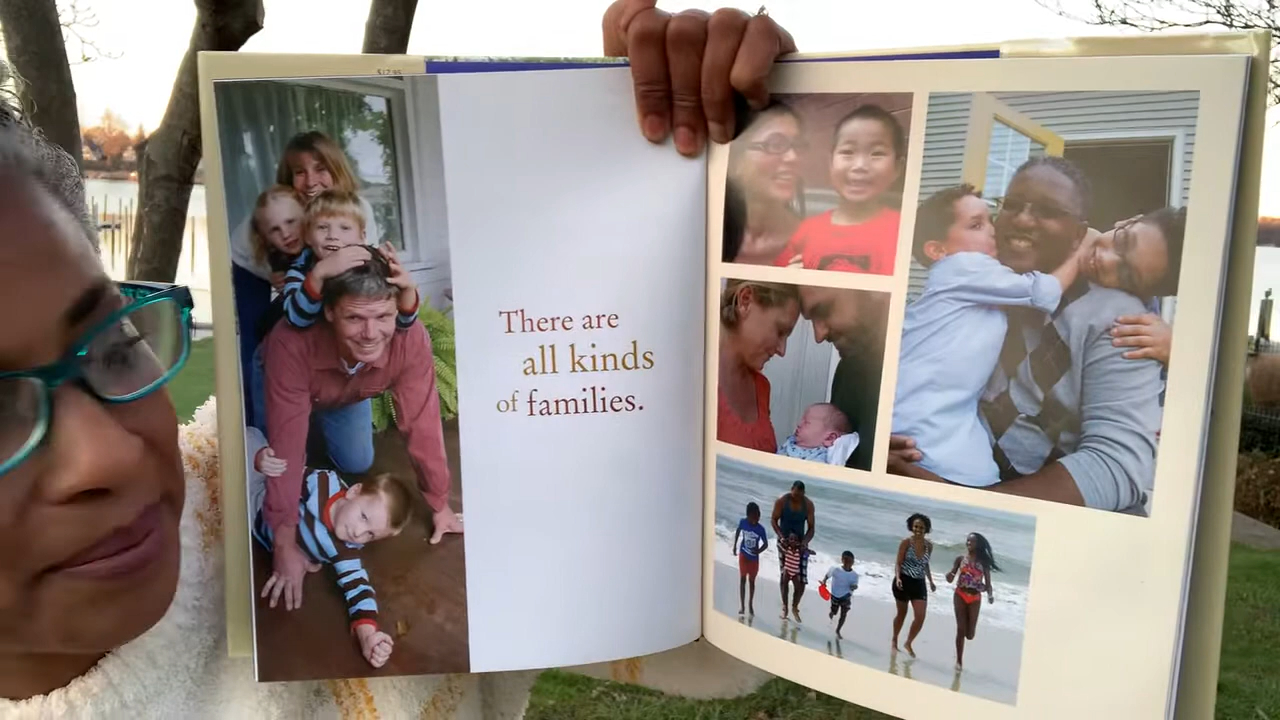 There are
all kinds
of families.